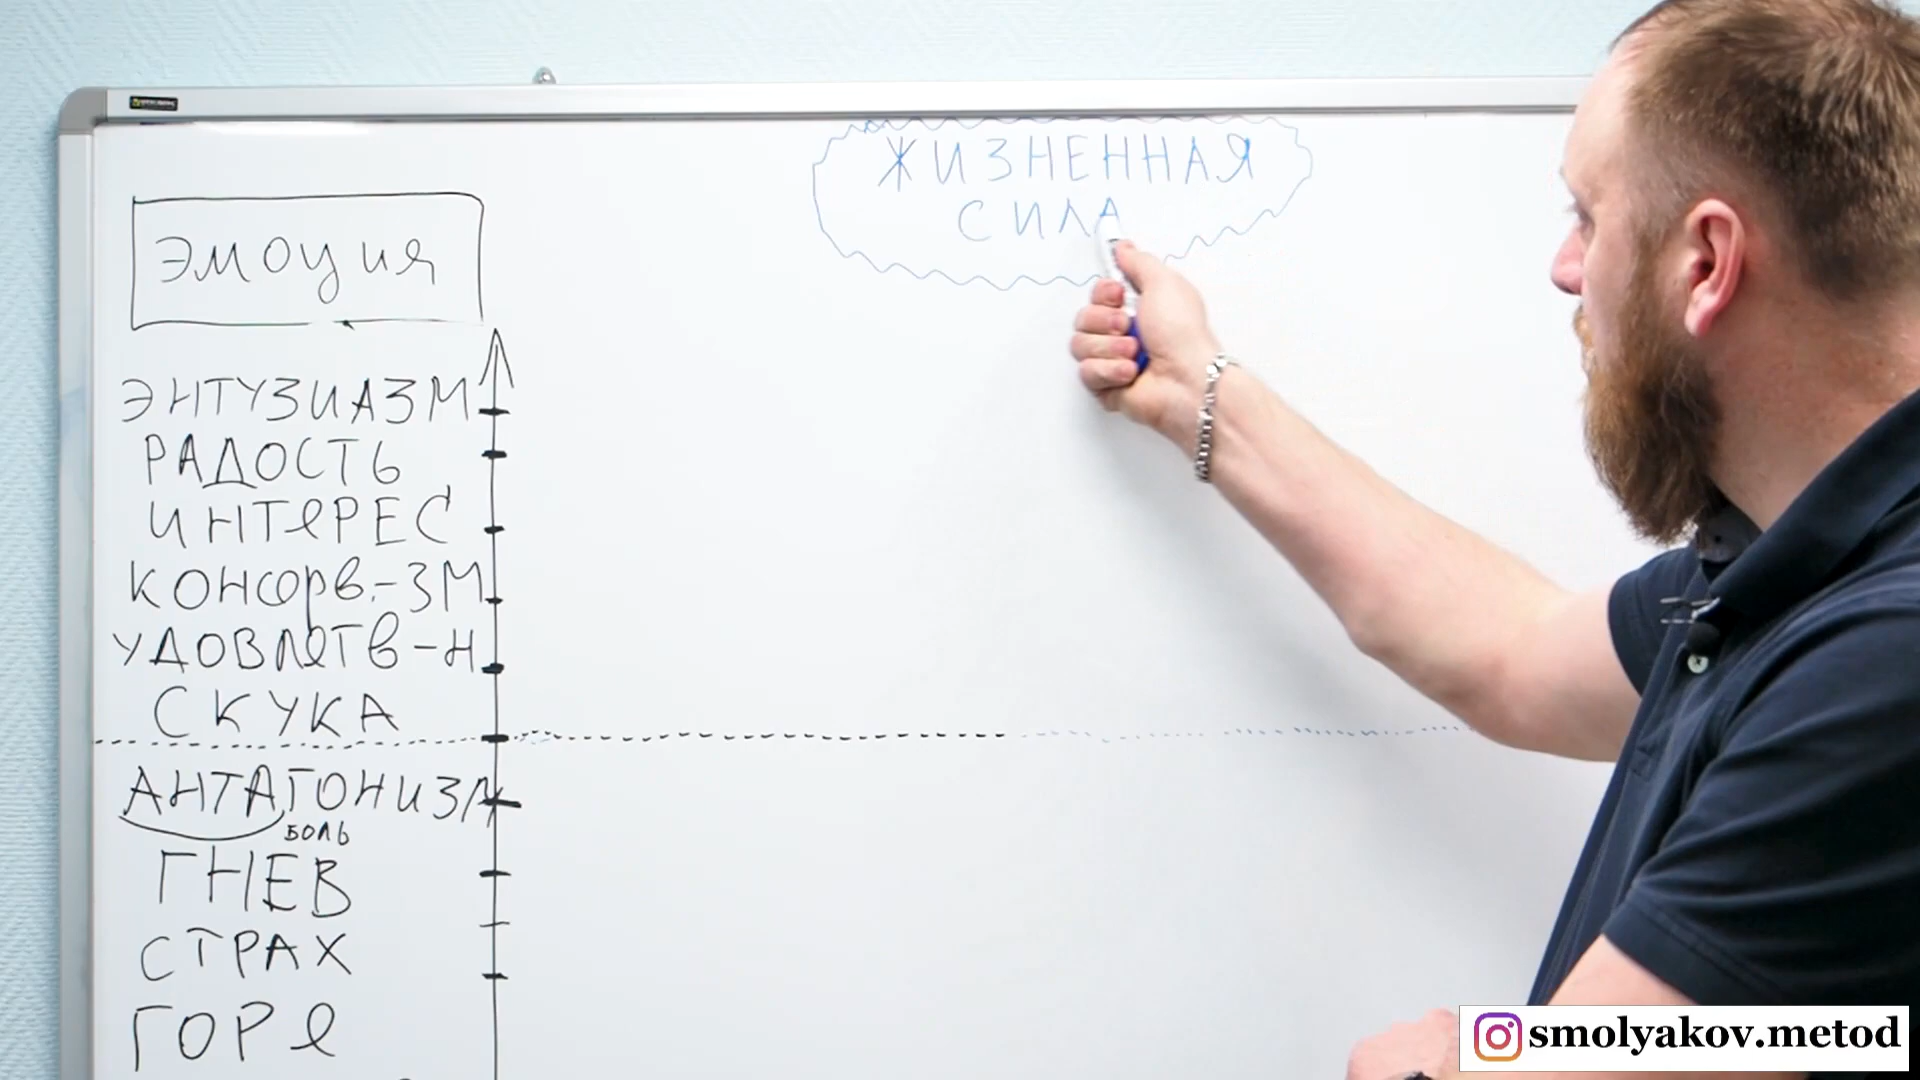 ЖИЗНЕННАЯ
СИЛА
ЭМОЦИЯ
ЭНТУЗИАЗМ
РАДОСТЬ
ИНТЕРЕС
КОНСЕРВ.-ЗМ
УДОВЛЕТВ-Н
СКУКА
АНТАГОНИЗМ
БОЛЬ
ГНЕВ
СТРАХ
ГОРЕ
smolyakov.metod